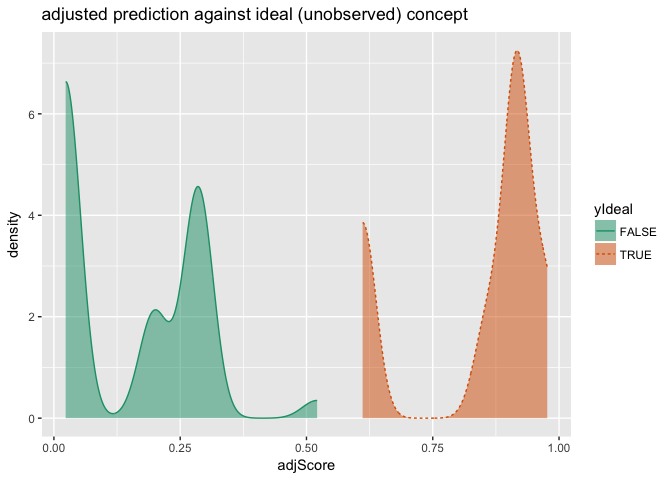 adjusted prediction against ideal (unobserved) concept
density
6
4
2
0
0.00 0.25 0.50 0.75 1.00
adjScore
yIdeal
FALSE
TRUE